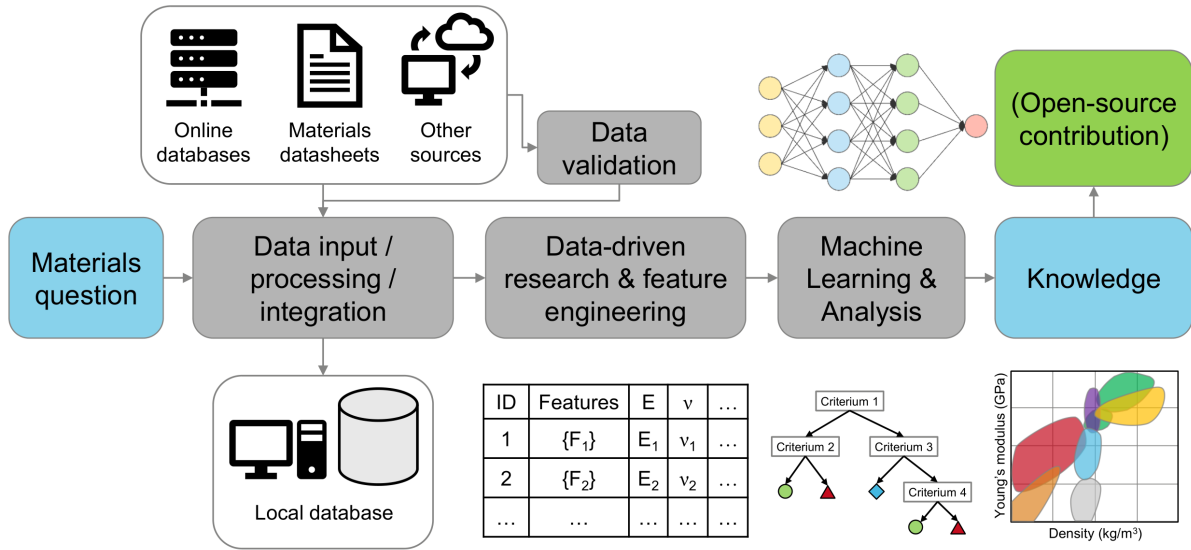 Online
databases
Materials
datasheets
Other
sources
Data
validation
(Open-source
contribution)
Materials
question
Data input /
processing /
integration
Data-driven
research & feature
engineering
Machine
Learning &
Analysis
Knowledge
Local database
ID Features E ν …
1 {F₁} E₁ ν₁ …
2 {F₂} E₂ ν₂ …
… … … … …
Criterium 1
Criterium 2
Criterium 3
Criterium 4
Young's modulus (GPa)
Density (kg/m³)